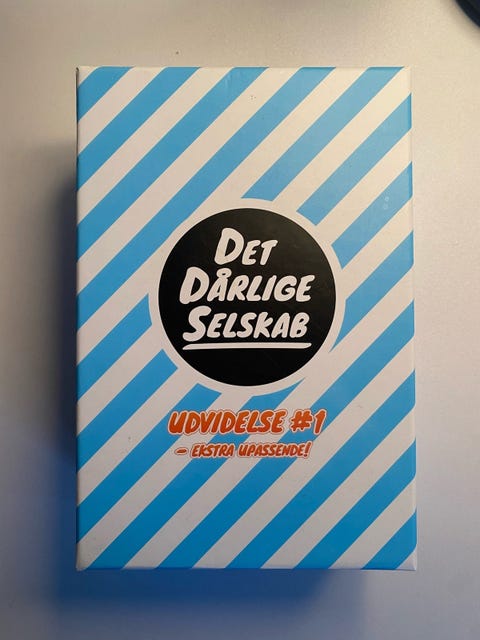 DET
DÅRLIGE
SELSKAB
UDVIDELSE #1
– EKSTRA UPASSENDE!